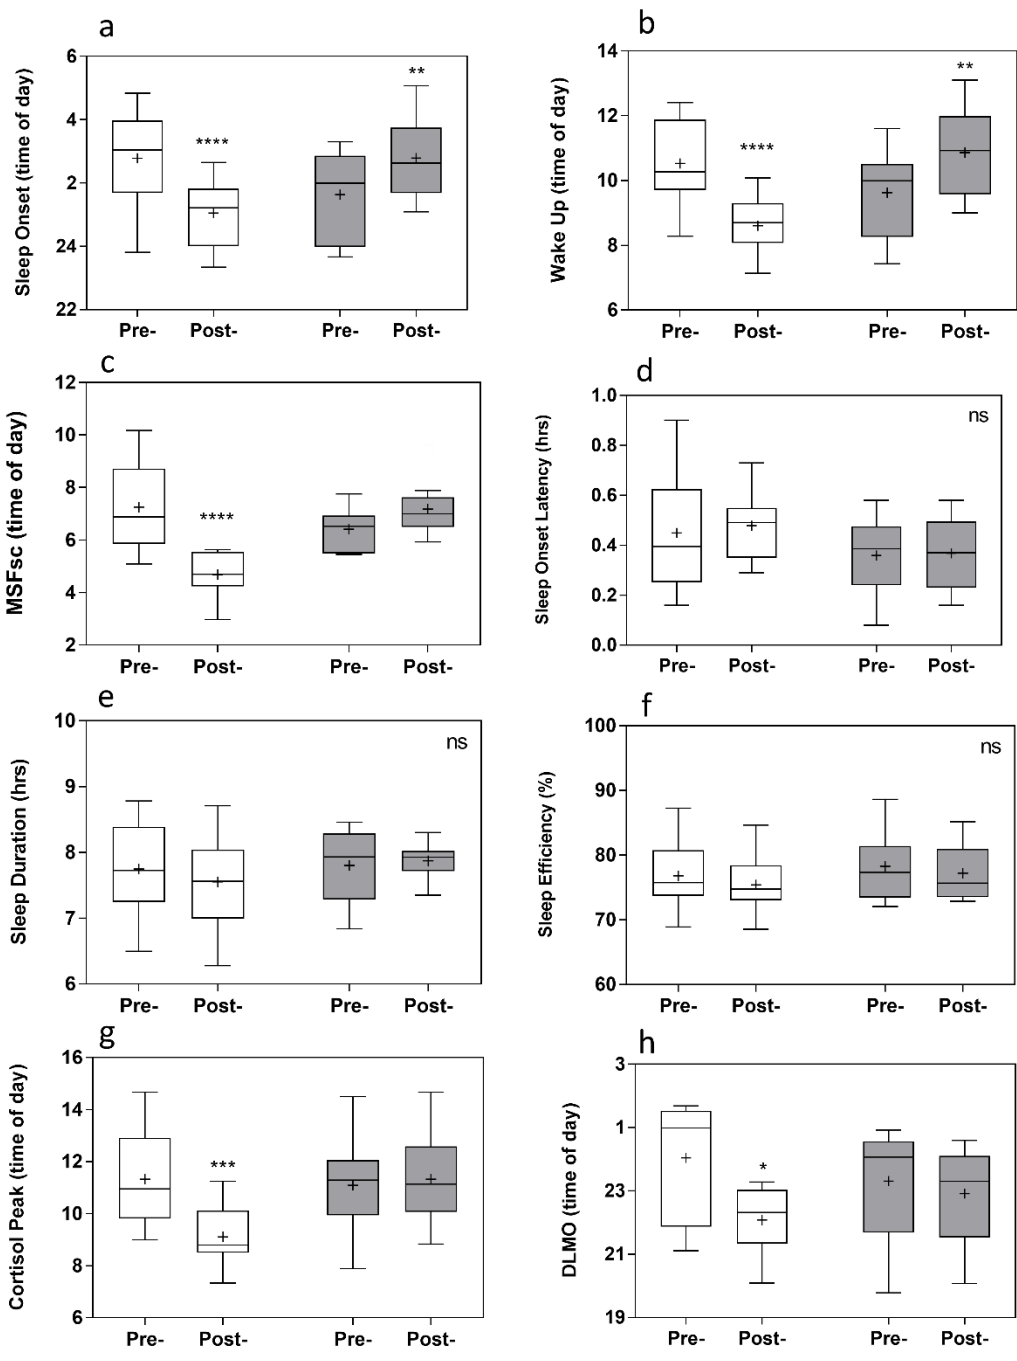 a
Sleep Onset (time of day)
6
4
2
24
22
****
**
Pre- Post- Pre- Post-
b
Wake Up (time of day)
14
12
10
8
6
****
**
Pre- Post- Pre- Post-
c
MSFsc (time of day)
12
10
8
6
4
2
****
Pre- Post- Pre- Post-
d
Sleep Onset Latency (hrs)
1.0
0.8
0.6
0.4
0.2
0.0
ns
Pre- Post- Pre- Post-
e
Sleep Duration (hrs)
10
9
8
7
6
ns
Pre- Post- Pre- Post-
f
Sleep Efficiency (%)
100
90
80
70
60
ns
Pre- Post- Pre- Post-
g
Cortisol Peak (time of day)
16
14
12
10
8
6
***
Pre- Post- Pre- Post-
h
DLMO (time of day)
3
1
23
21
19
*
Pre- Post- Pre- Post-